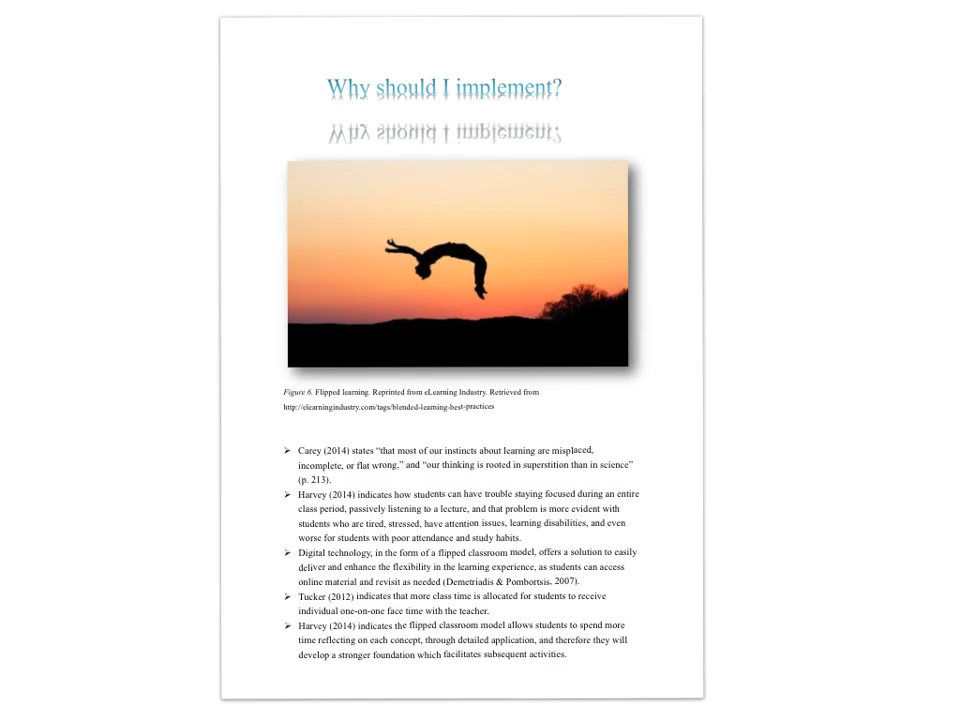 Why should I implement?
Figure 6. Flipped learning. Reprinted from eLearning Industry. Retrieved from
http://elearningindustry.com/tags/blended-learning-best-practices
➢ Carey (2014) states “that most of our instincts about learning are misplaced,
incomplete, or flat wrong,” and “our thinking is rooted in superstition than in science”
(p. 213).
➢ Harvey (2014) indicates how students can have trouble staying focused during an entire
class period, passively listening to a lecture, and that problem is more evident with
students who are tired, stressed, have attention issues, learning disabilities, and even
worse for students with poor attendance and study habits.
➢ Digital technology, in the form of a flipped classroom model, offers a solution to easily
deliver and enhance the flexibility in the learning experience, as students can access
online material and revisit as needed (Demetriadis & Pombortsis, 2007).
➢ Tucker (2012) indicates that more class time is allocated for students to receive
individual one-on-one face time with the teacher.
➢ Harvey (2014) indicates the flipped classroom model allows students to spend more
time reflecting on each concept, through detailed application, and therefore they will
develop a stronger foundation which facilitates subsequent activities.